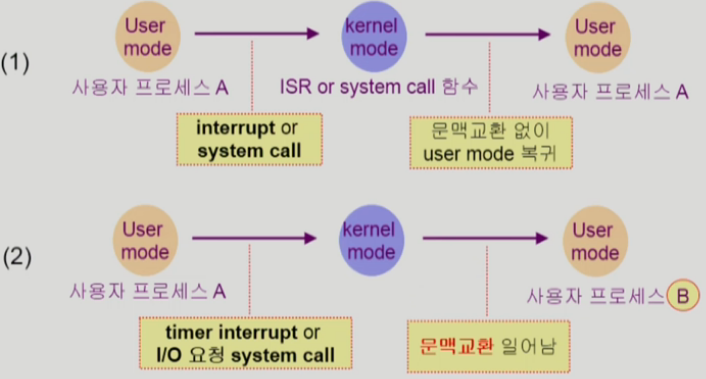 (1)
User
mode
kernel
mode
User
mode
사용자 프로세스 A
ISR or system call 함수
사용자 프로세스 A
interrupt or
system call
문맥교환 없이
user mode 복귀
(2)
User
mode
kernel
mode
User
mode
사용자 프로세스 A
사용자 프로세스 B
timer interrupt or
I/O 요청 system call
문맥교환 일어남